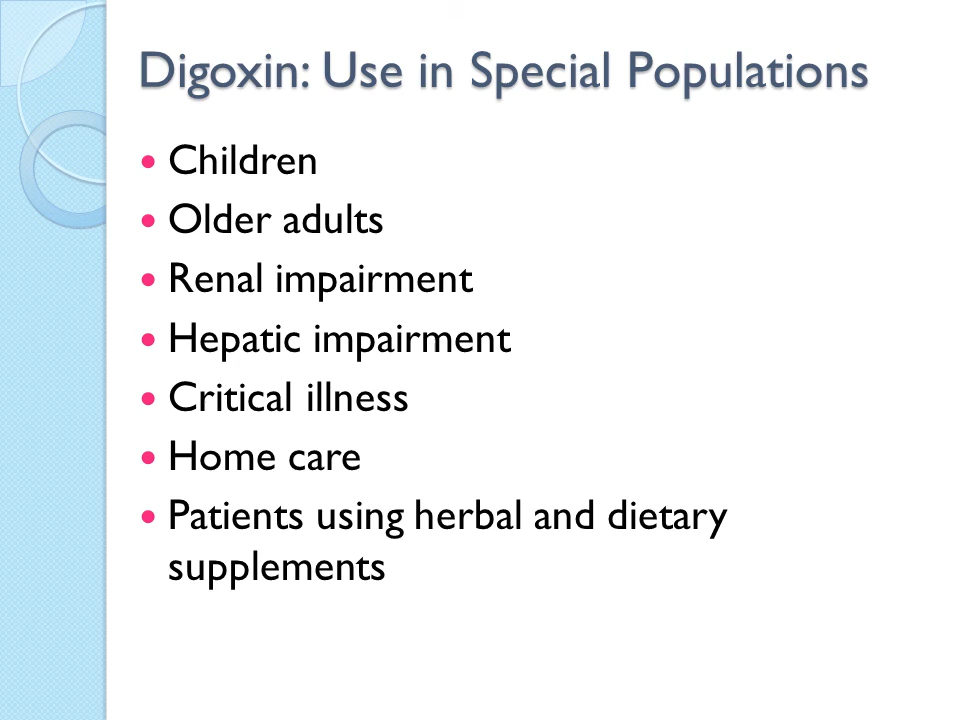 Digoxin: Use in Special Populations
• Children
• Older adults
• Renal impairment
• Hepatic impairment
• Critical illness
• Home care
• Patients using herbal and dietary
supplements